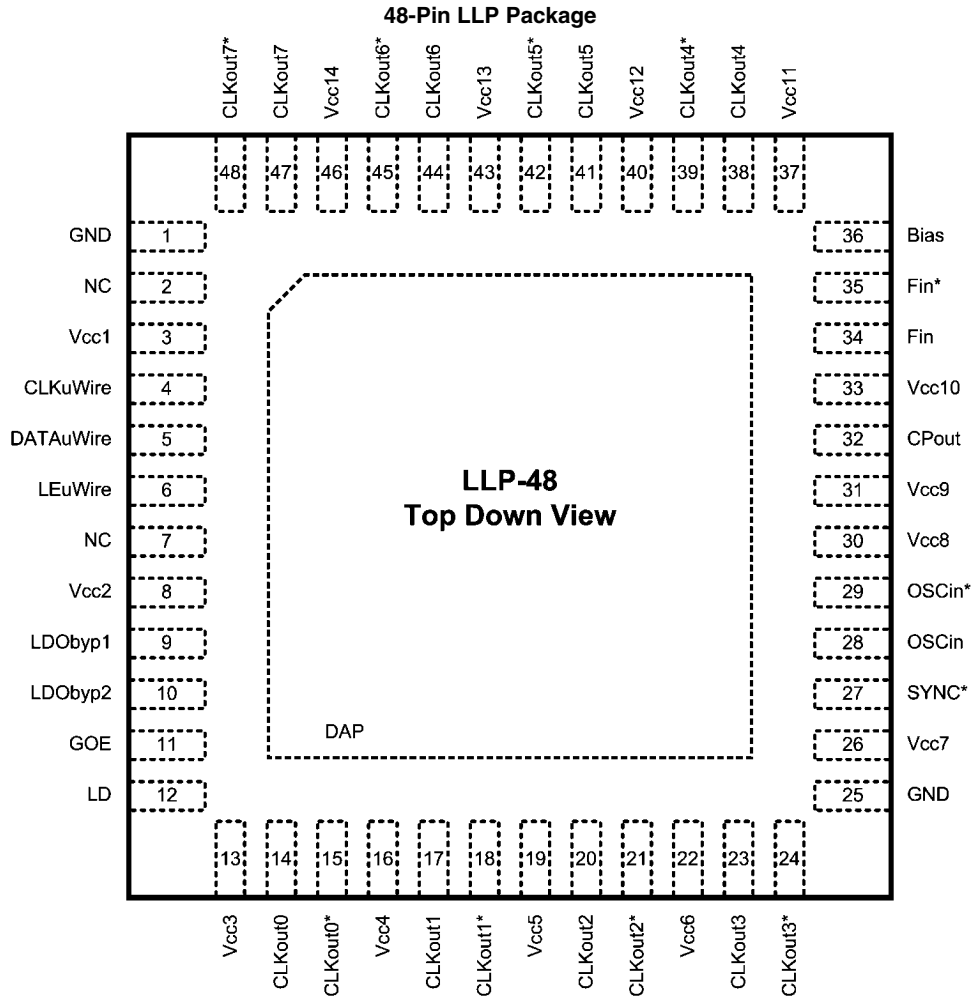 48-Pin LLP Package
CLKout7*
CLKout7
Vcc14
CLKout6*
CLKout6
Vcc13
CLKout5*
CLKout5
Vcc12
CLKout4*
CLKout4
Vcc11
48 47 46 45 44 43 42 41 40 39 38 37
GND 1 36 Bias
NC 2 35 Fin*
Vcc1 3 34 Fin
CLKuWire 4 33 Vcc10
DATAuWire 5 32 CPout
LEuWire 6 31 Vcc9
NC 7 30 Vcc8
Vcc2 8 29 OSCin*
LDObyp1 9 28 OSCin
LDObyp2 10 27 SYNC*
GOE 11 26 Vcc7
LD 12 25 GND
LLP-48
Top Down View
DAP
13 14 15 16 17 18 19 20 21 22 23 24
Vcc3
CLKout0
CLKout0*
Vcc4
CLKout1
CLKout1*
Vcc5
CLKout2
CLKout2*
Vcc6
CLKout3
CLKout3*